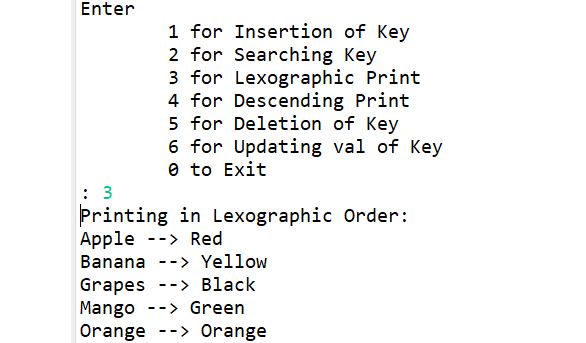 Enter
1 for Insertion of Key
2 for Searching Key
3 for Lexographic Print
4 for Descending Print
5 for Deletion of Key
6 for Updating val of Key
0 to Exit
: 3
Printing in Lexographic Order:
Apple --> Red
Banana --> Yellow
Grapes --> Black
Mango --> Green
Orange --> Orange